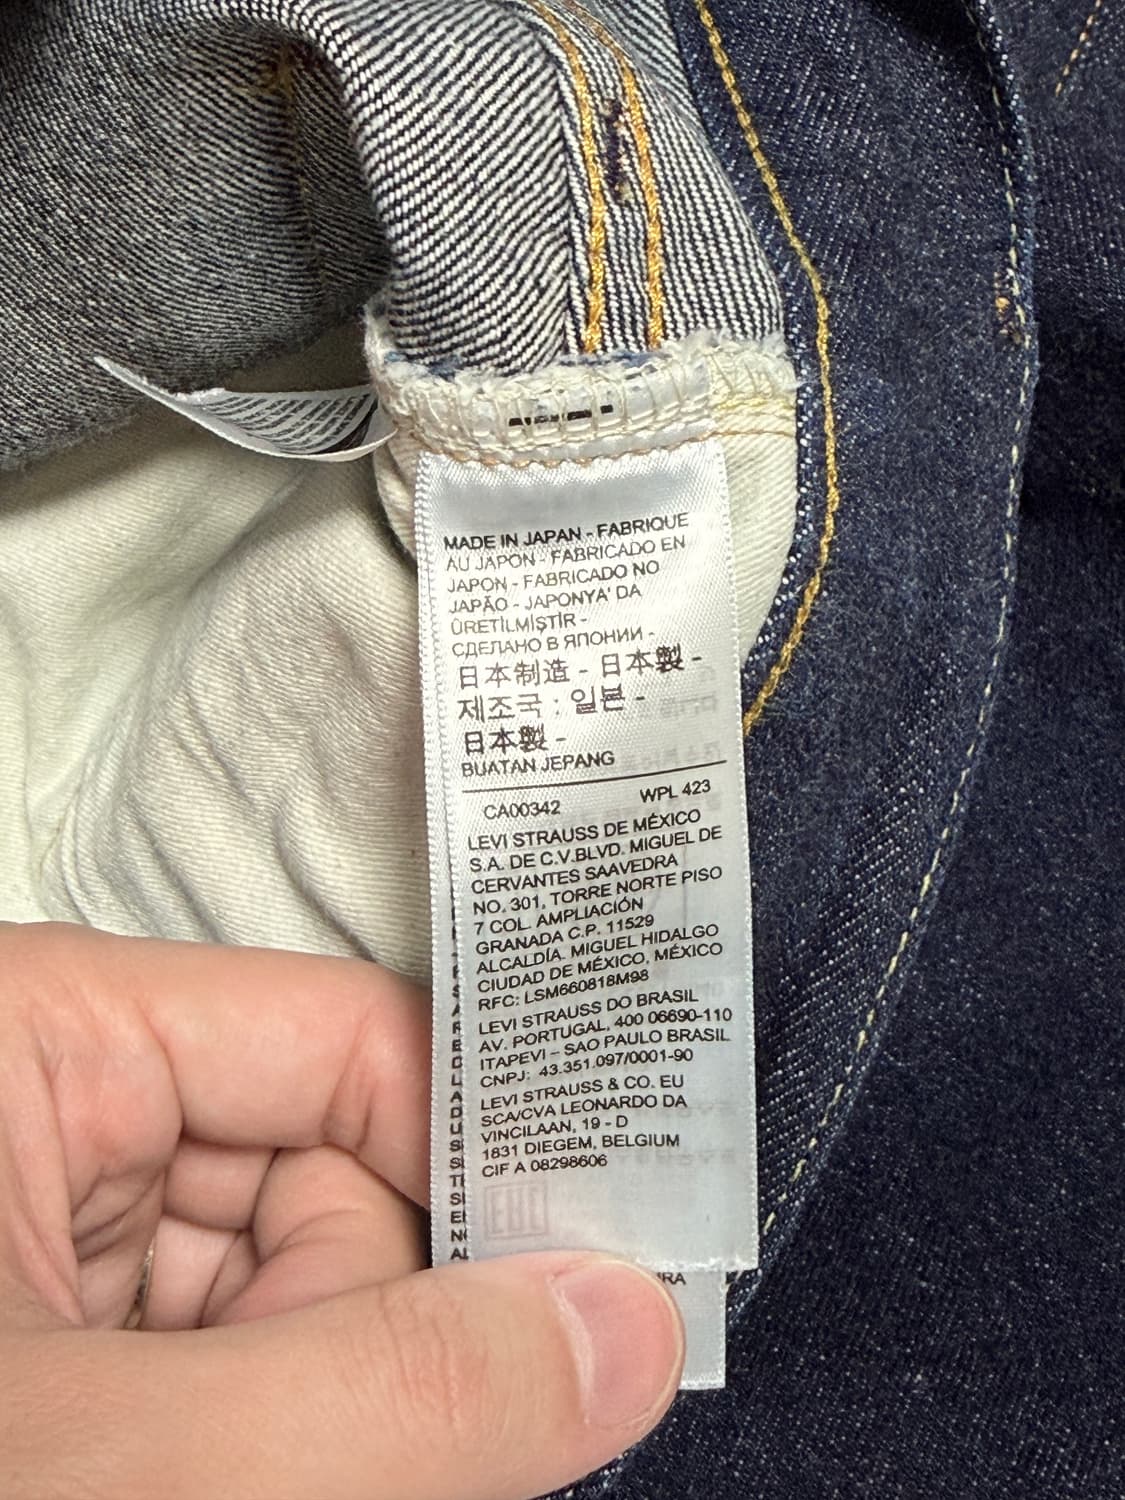 MADE IN JAPAN - FABRIQUE
AU JAPON - FABRICADO EN
JAPON - FABRICADO NO
JAPÃO - JAPONYA' DA
ÜRETİLMİŞTİR -
СДЕЛАНО В ЯПОНИИ -
日本制造 - 日本製 -
제조국 : 일본 -
日本製 -
BUATAN JEPANG
CA00342 WPL 423
LEVI STRAUSS DE MÉXICO
S.A. DE C.V.BLVD. MIGUEL DE
CERVANTES SAAVEDRA
NO. 301, TORRE NORTE PISO
7 COL. AMPLIACIÓN
GRANADA C.P. 11529
ALCALDÍA. MIGUEL HIDALGO
CIUDAD DE MÉXICO, MÉXICO
RFC: LSM660818M98
LEVI STRAUSS DO BRASIL
AV. PORTUGAL, 400 06690-110
ITAPEVI – SAO PAULO BRASIL
CNPJ: 43.351.097/0001-90
LEVI STRAUSS & CO. EU
SCA/CVA LEONARDO DA
VINCILAAN, 19 - D
1831 DIEGEM, BELGIUM
CIF A 08298606